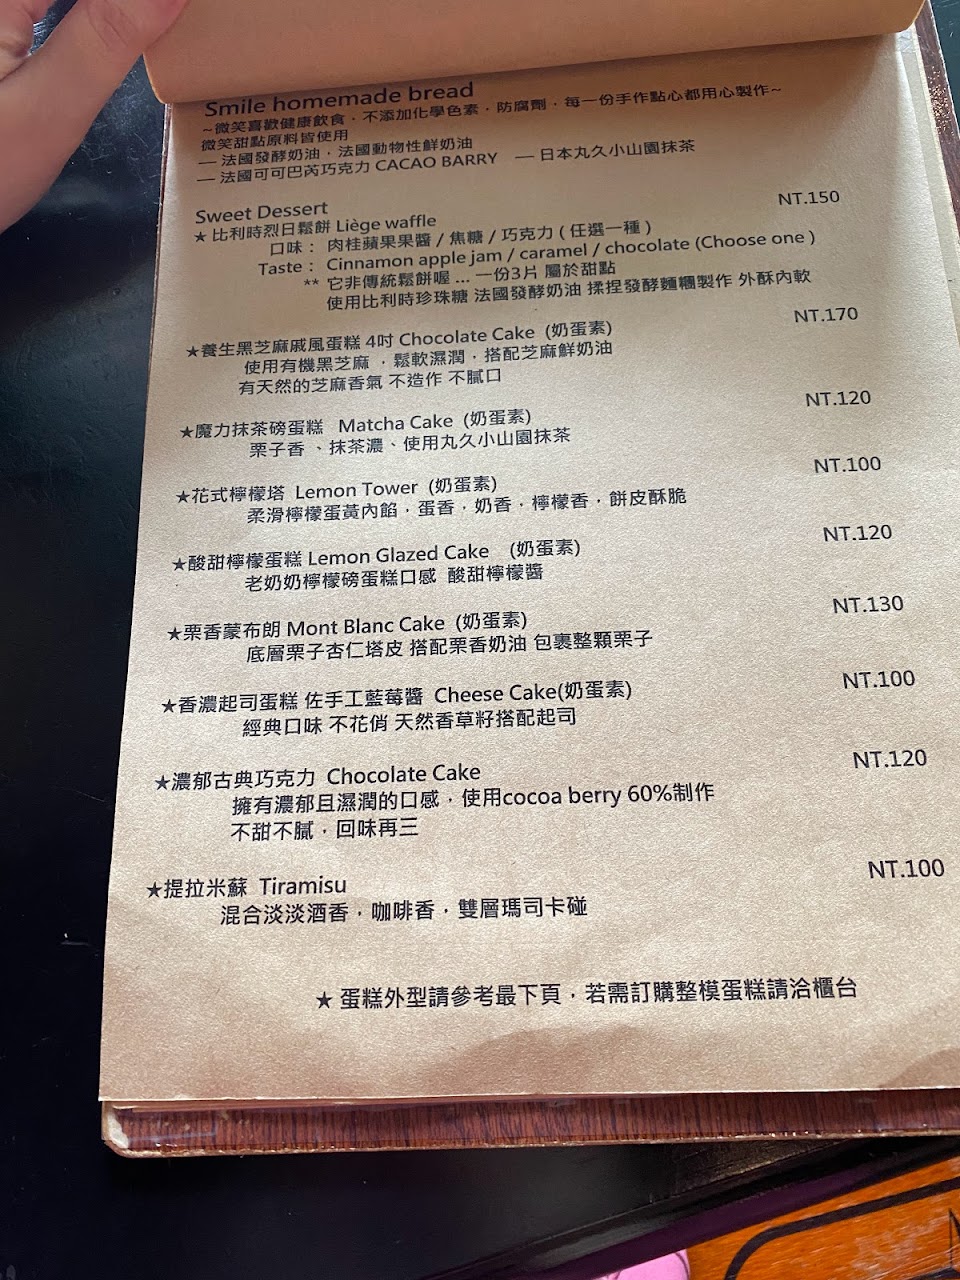 Smile homemade bread
~微笑喜歡健康飲食，不添加化學色素，防腐劑，每一份手作點心都用心製作~
微笑甜點原料皆使用
— 法國發酵奶油，法國動物性鮮奶油
— 法國可可巴芮巧克力 CACAO BARRY — 日本丸久小山園抹茶
Sweet Dessert
★ 比利時烈日鬆餅 Liège waffle NT.150
口味： 肉桂蘋果果醬 / 焦糖 / 巧克力 ( 任選一種 )
Taste： Cinnamon apple jam / caramel / chocolate (Choose one )
** 它非傳統鬆餅喔 ... 一份3片 屬於甜點
使用比利時珍珠糖 法國發酵奶油 揉捏發酵麵糰製作 外酥內軟
★養生黑芝麻戚風蛋糕 4吋 Chocolate Cake (奶蛋素) NT.170
使用有機黑芝麻 ，鬆軟濕潤，搭配芝麻鮮奶油
有天然的芝麻香氣 不造作 不膩口
★魔力抹茶磅蛋糕 Matcha Cake (奶蛋素) NT.120
栗子香 、抹茶濃、使用丸久小山園抹茶
★花式檸檬塔 Lemon Tower (奶蛋素) NT.100
柔滑檸檬蛋黃內餡，蛋香，奶香，檸檬香，餅皮酥脆
★酸甜檸檬蛋糕 Lemon Glazed Cake (奶蛋素) NT.120
老奶奶檸檬磅蛋糕口感 酸甜檸檬醬
★栗香蒙布朗 Mont Blanc Cake (奶蛋素) NT.130
底層栗子杏仁塔皮 搭配栗香奶油 包裹整顆栗子
★香濃起司蛋糕 佐手工藍莓醬 Cheese Cake(奶蛋素) NT.100
經典口味 不花俏 天然香草籽搭配起司
★濃郁古典巧克力 Chocolate Cake NT.120
擁有濃郁且濕潤的口感，使用cocoa berry 60%制作
不甜不膩，回味再三
★提拉米蘇 Tiramisu NT.100
混合淡淡酒香，咖啡香，雙層瑪司卡碰
★ 蛋糕外型請參考最下頁，若需訂購整模蛋糕請洽櫃台